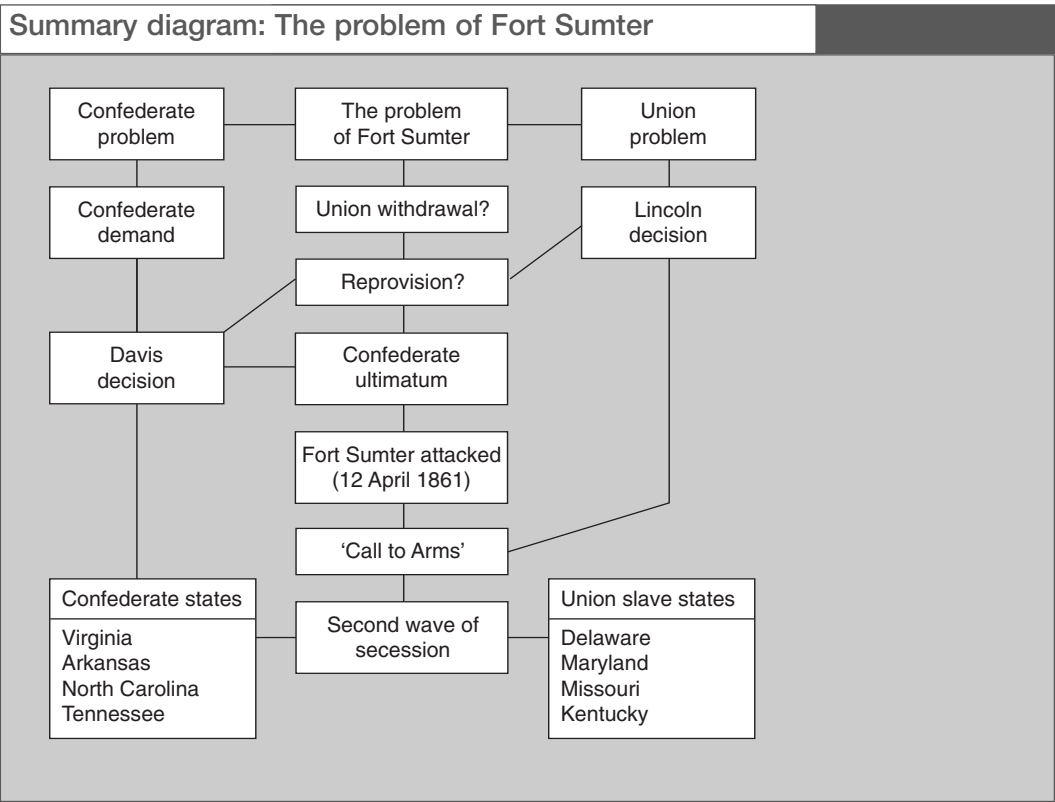 Summary diagram: The problem of Fort Sumter
Confederate
problem
The problem
of Fort Sumter
Union
problem
Confederate
demand
Union withdrawal?
Lincoln
decision
Reprovision?
Davis
decision
Confederate
ultimatum
Fort Sumter attacked
(12 April 1861)
‘Call to Arms’
Confederate states
Virginia
Arkansas
North Carolina
Tennessee
Second wave of
secession
Union slave states
Delaware
Maryland
Missouri
Kentucky